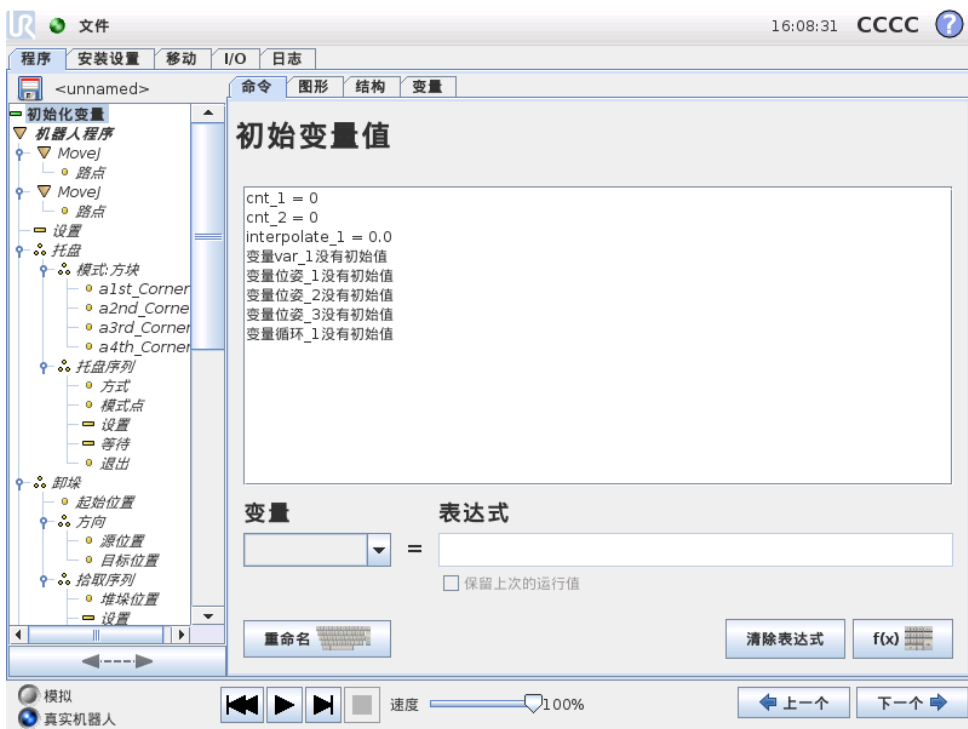 UR 文件 16:08:31 CCCC ?
程序 安装设置 移动 I/O 日志
<unnamed>
命令 图形 结构 变量
初始化变量
机器人程序
MoveJ
路点
MoveJ
路点
设置
托盘
模式:方块
a1st_Corner
a2nd_Corne
a3rd_Corner
a4th_Corner
托盘序列
方式
模式点
设置
等待
退出
卸垛
起始位置
方向
源位置
目标位置
拾取序列
堆垛位置
设置
初始变量值
cnt_1 = 0
cnt_2 = 0
interpolate_1 = 0.0
变量var_1没有初始值
变量位姿_1没有初始值
变量位姿_2没有初始值
变量位姿_3没有初始值
变量循环_1没有初始值
变量 表达式
=
保留上次的运行值
重命名 清除表达式 f(x)
模拟
真实机器人
速度 100% 上一个 下一个